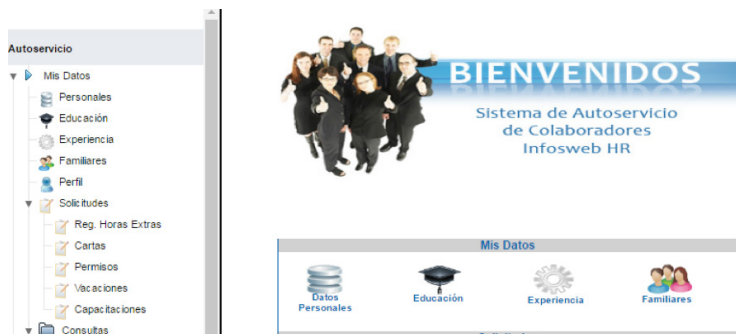 Autoservicio
Mis Datos
Personales
Educación
Experiencia
Familiares
Perfil
Solicitudes
Reg. Horas Extras
Cartas
Permisos
Vacaciones
Capacitaciones
Consultas
BIENVENIDOS
Sistema de Autoservicio
de Colaboradores
Infosweb HR
Mis Datos
Datos
Personales
Educación
Experiencia
Familiares